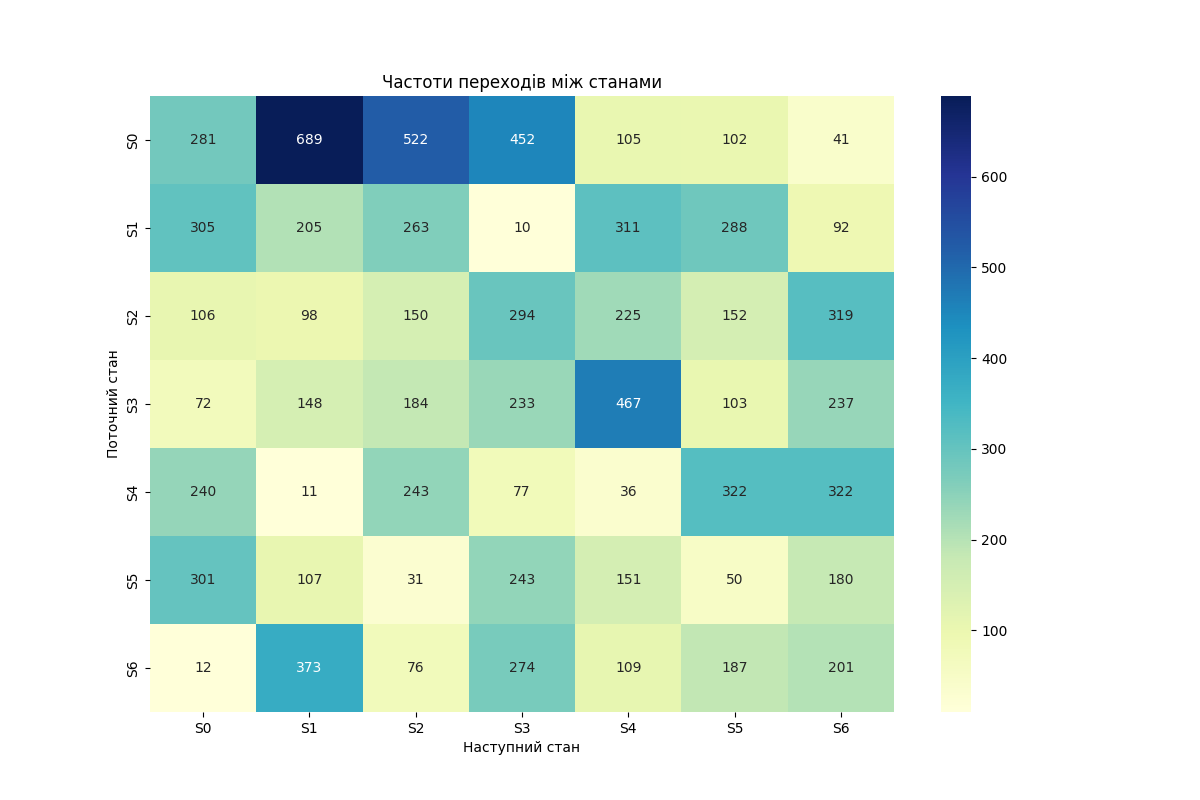 Частоти переходів між станами
S0 281 689 522 452 105 102 41
S1 305 205 263 10 311 288 92
S2 106 98 150 294 225 152 319
S3 72 148 184 233 467 103 237
S4 240 11 243 77 36 322 322
S5 301 107 31 243 151 50 180
S6 12 373 76 274 109 187 201
S0 S1 S2 S3 S4 S5 S6
Наступний стан
Поточний стан
600
500
400
300
200
100